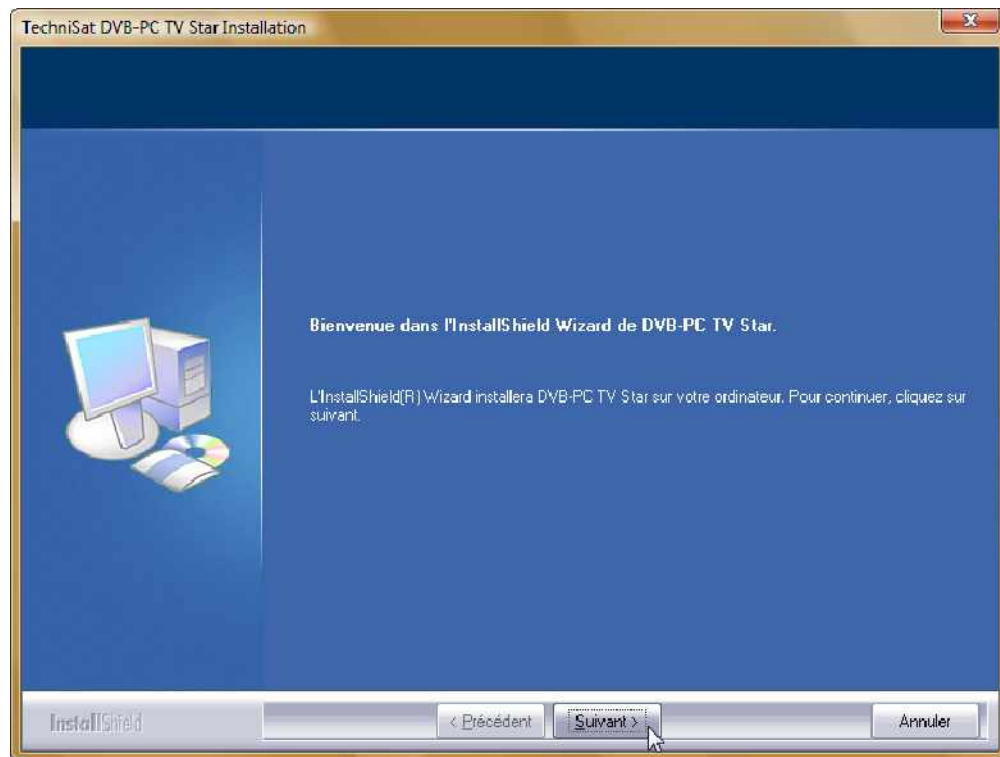 TechniSat DVB-PC TV Star Installation
Bienvenue dans l'InstallShield Wizard de DVB-PC TV Star.
L'InstallShield(R) Wizard installera DVB-PC TV Star sur votre ordinateur. Pour continuer, cliquez sur
suivant.
InstallShield
< Précédent
Suivant >
Annuler